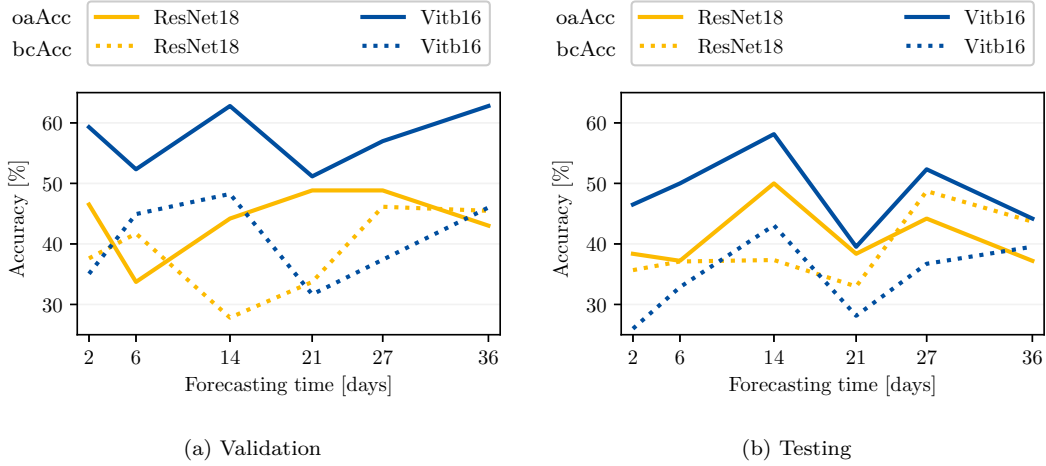 oaAcc ResNet18 Vitb16
bcAcc ResNet18 Vitb16
Accuracy [%]
60
50
40
30
2 6 14 21 27 36
Forecasting time [days]
(a) Validation
oaAcc ResNet18 Vitb16
bcAcc ResNet18 Vitb16
Accuracy [%]
60
50
40
30
2 6 14 21 27 36
Forecasting time [days]
(b) Testing